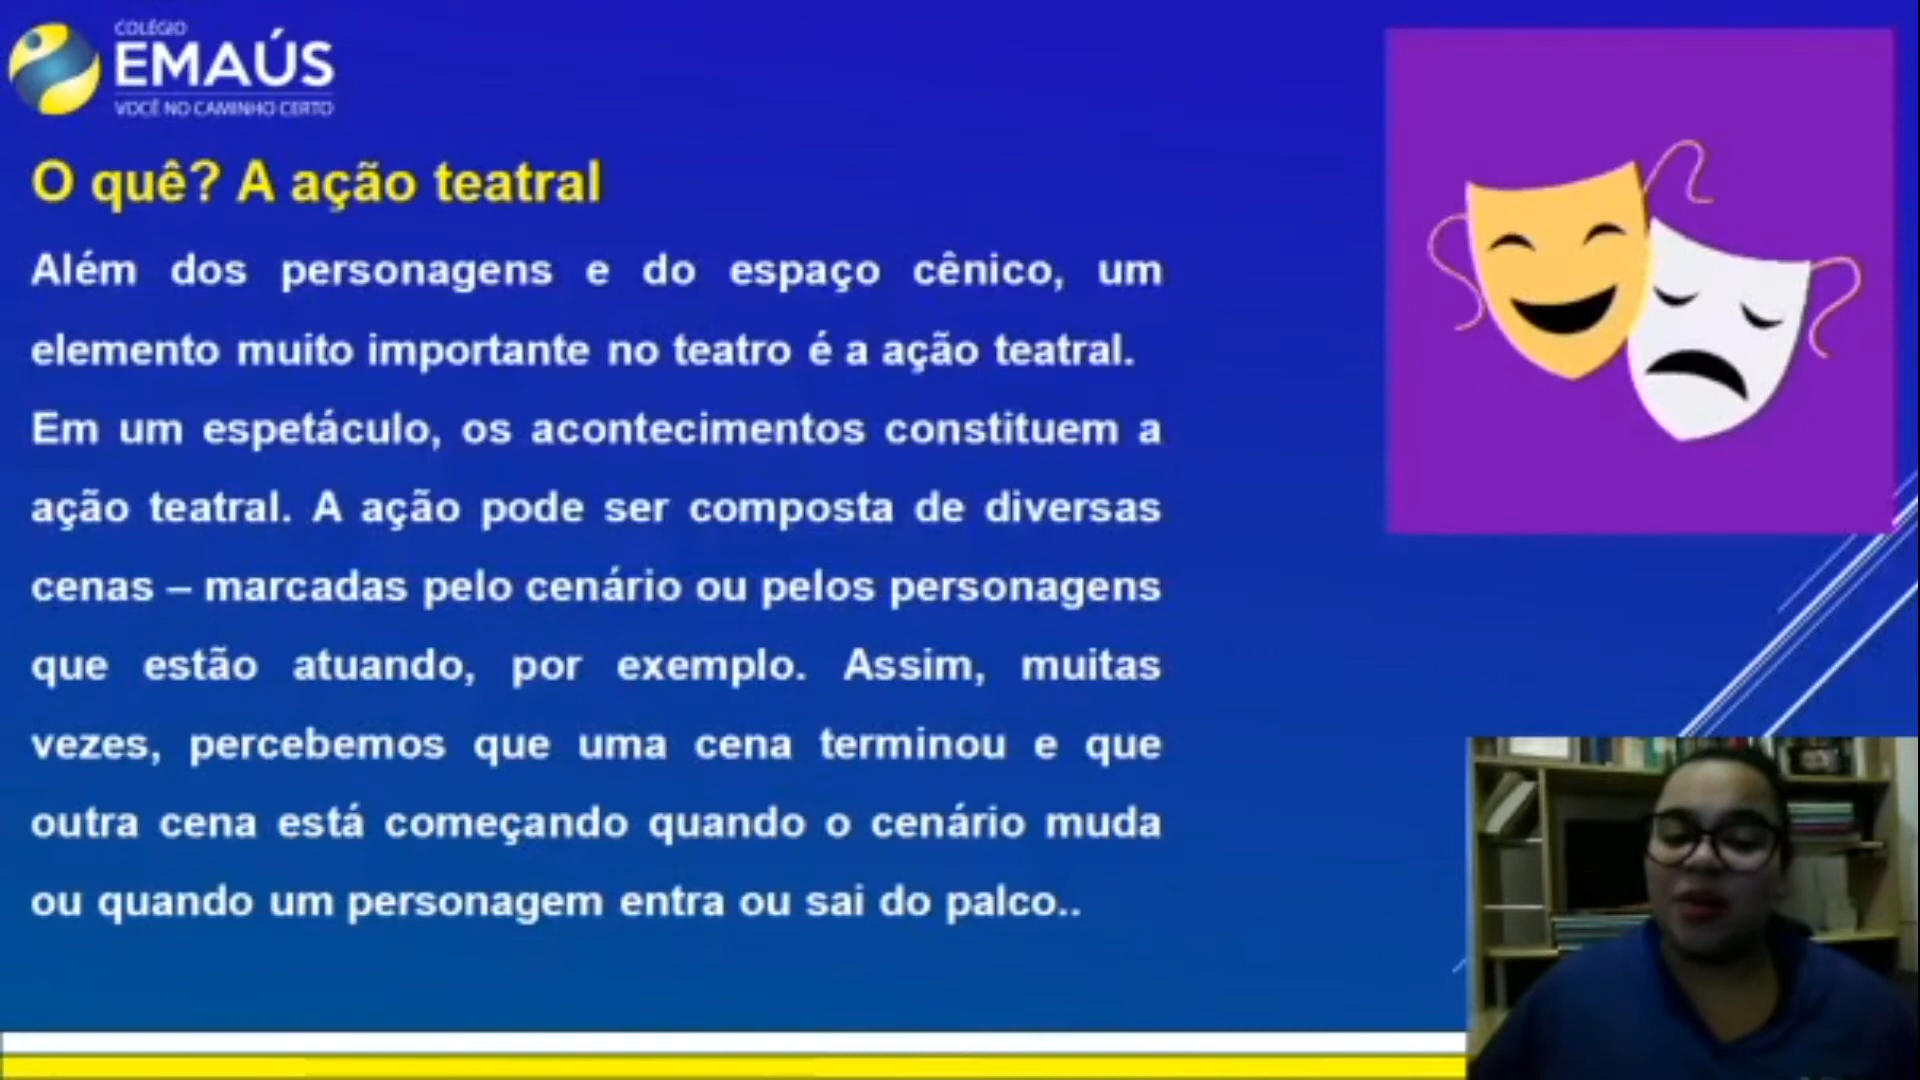 COLÉGIO
EMAÚS
VOCÊ NO CAMINHO CERTO
O quê? A ação teatral
Além dos personagens e do espaço cênico, um
elemento muito importante no teatro é a ação teatral.
Em um espetáculo, os acontecimentos constituem a
ação teatral. A ação pode ser composta de diversas
cenas – marcadas pelo cenário ou pelos personagens
que estão atuando, por exemplo. Assim, muitas
vezes, percebemos que uma cena terminou e que
outra cena está começando quando o cenário muda
ou quando um personagem entra ou sai do palco..